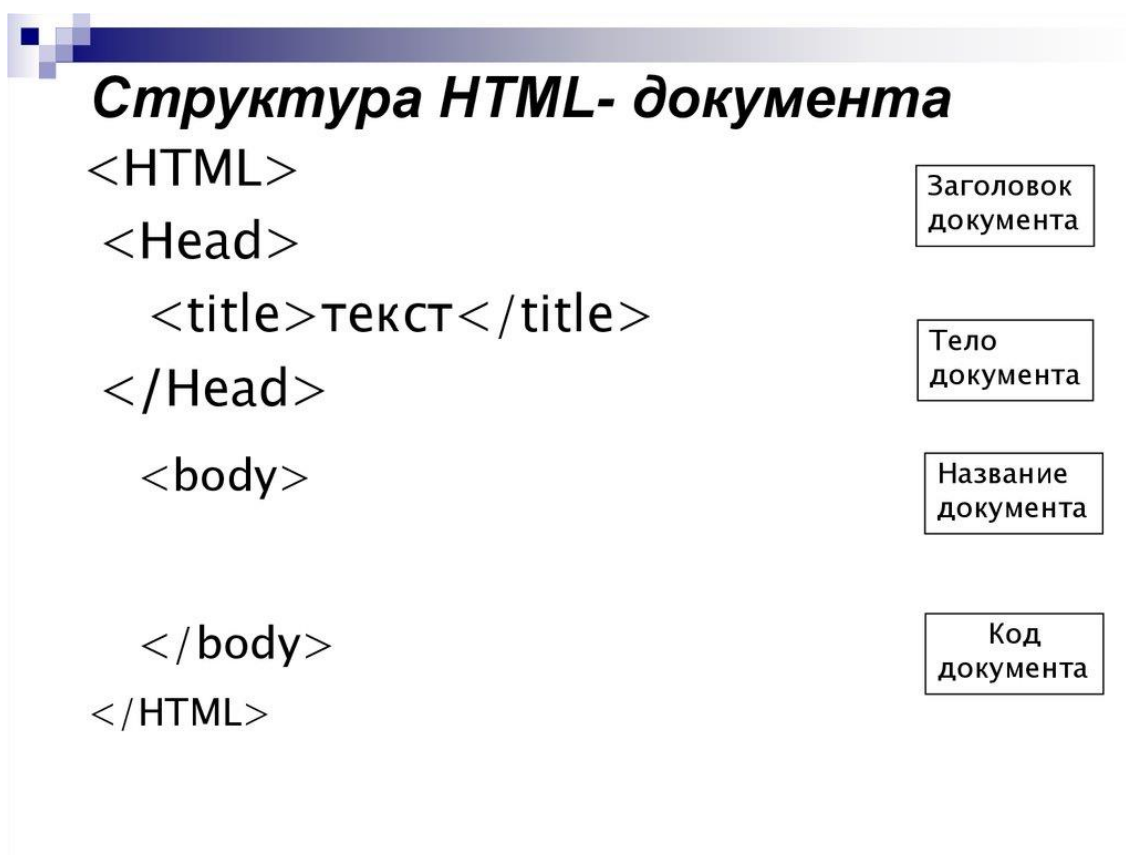 Структура HTML- документа
<HTML>
<Head>
<title>текст</title>
</Head>
<body>
</body>
</HTML>
Заголовок
документа
Тело
документа
Название
документа
Код
документа